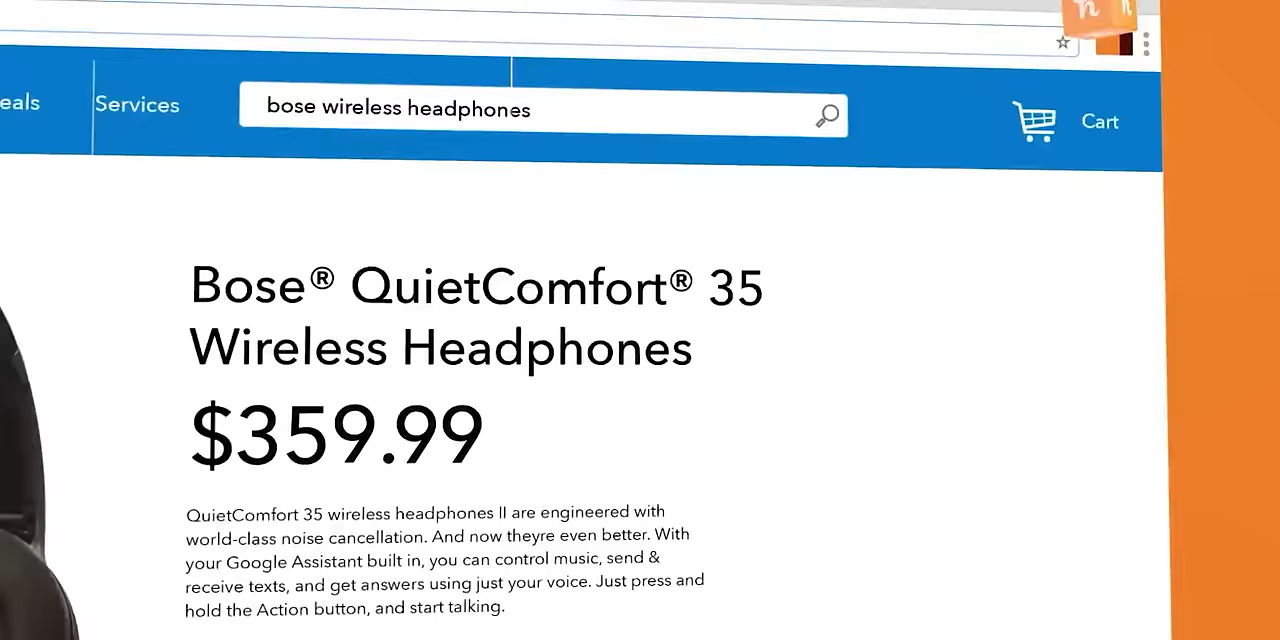 eals
Services
bose wireless headphones
Cart
Bose® QuietComfort® 35
Wireless Headphones
$359.99
QuietComfort 35 wireless headphones ll are engineered with
world-class noise cancellation. And now theyre even better. With
your Google Assistant built in, you can control music, send &
receive texts, and get answers using just your voice. Just press and
hold the Action button, and start talking.